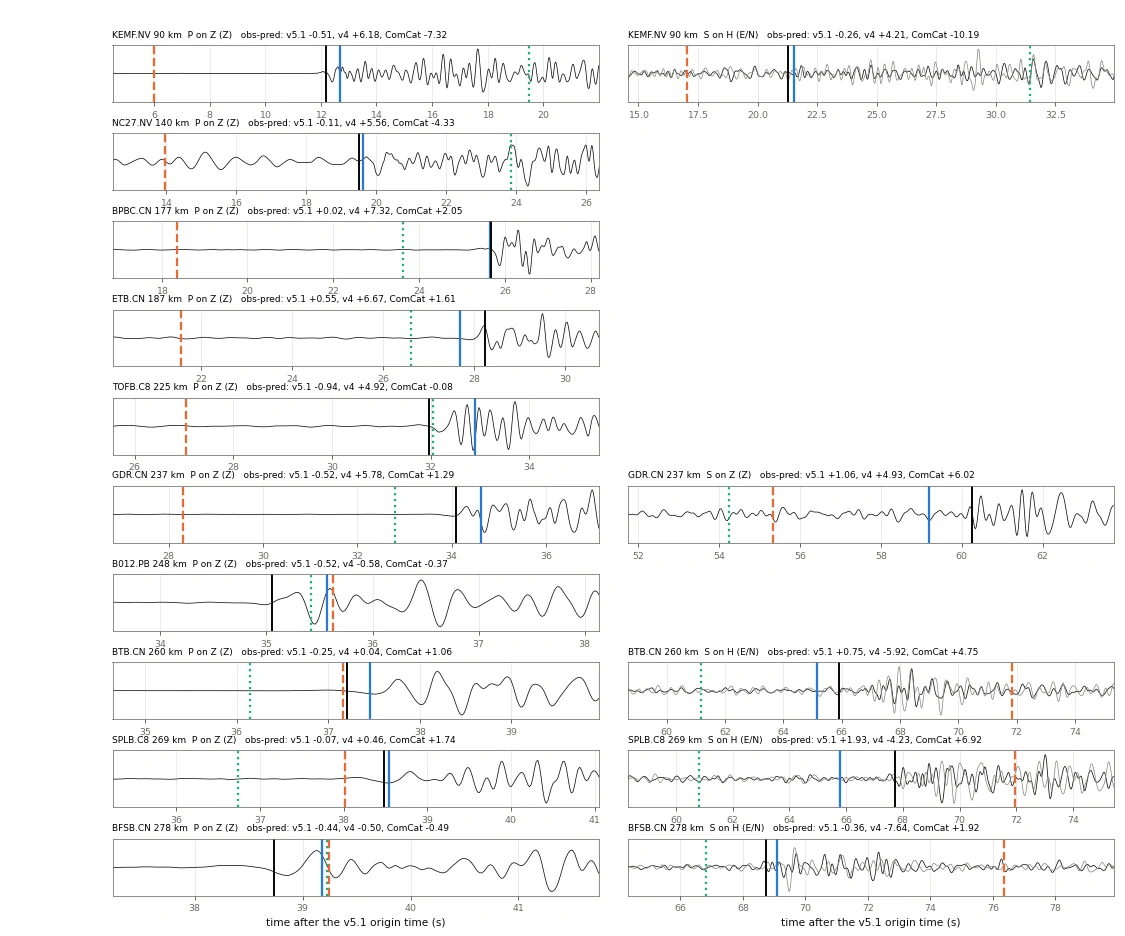 KEMF.NV 90 km  P on Z (Z)   obs-pred: v5.1 -0.51, v4 +6.18, ComCat -7.32
6 8 10 12 14 16 18 20
KEMF.NV 90 km  S on H (E/N)   obs-pred: v5.1 -0.26, v4 +4.21, ComCat -10.19
15.0 17.5 20.0 22.5 25.0 27.5 30.0 32.5
NC27.NV 140 km  P on Z (Z)   obs-pred: v5.1 -0.11, v4 +5.56, ComCat -4.33
14 16 18 20 22 24 26
BPBC.CN 177 km  P on Z (Z)   obs-pred: v5.1 +0.02, v4 +7.32, ComCat +2.05
18 20 22 24 26 28
ETB.CN 187 km  P on Z (Z)   obs-pred: v5.1 +0.55, v4 +6.67, ComCat +1.61
22 24 26 28 30
TOFB.C8 225 km  P on Z (Z)   obs-pred: v5.1 -0.94, v4 +4.92, ComCat -0.08
26 28 30 32 34
GDR.CN 237 km  P on Z (Z)   obs-pred: v5.1 -0.52, v4 +5.78, ComCat +1.29
28 30 32 34 36
GDR.CN 237 km  S on Z (Z)   obs-pred: v5.1 +1.06, v4 +4.93, ComCat +6.02
52 54 56 58 60 62
B012.PB 248 km  P on Z (Z)   obs-pred: v5.1 -0.52, v4 -0.58, ComCat -0.37
34 35 36 37 38
BTB.CN 260 km  P on Z (Z)   obs-pred: v5.1 -0.25, v4 +0.04, ComCat +1.06
35 36 37 38 39
BTB.CN 260 km  S on H (E/N)   obs-pred: v5.1 +0.75, v4 -5.92, ComCat +4.75
60 62 64 66 68 70 72 74
SPLB.C8 269 km  P on Z (Z)   obs-pred: v5.1 -0.07, v4 +0.46, ComCat +1.74
36 37 38 39 40 41
SPLB.C8 269 km  S on H (E/N)   obs-pred: v5.1 +1.93, v4 -4.23, ComCat +6.92
60 62 64 66 68 70 72 74
BFSB.CN 278 km  P on Z (Z)   obs-pred: v5.1 -0.44, v4 -0.50, ComCat -0.49
38 39 40 41
time after the v5.1 origin time (s)
BFSB.CN 278 km  S on H (E/N)   obs-pred: v5.1 -0.36, v4 -7.64, ComCat +1.92
66 68 70 72 74 76 78
time after the v5.1 origin time (s)